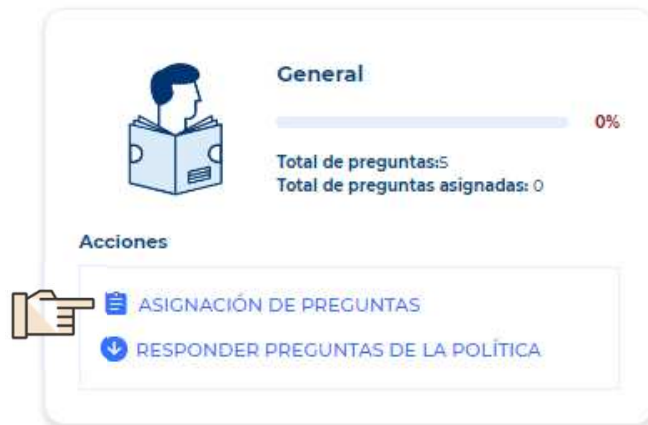 General
0%
Total de preguntas:5
Total de preguntas asignadas: 0
Acciones
ASIGNACIÓN DE PREGUNTAS
RESPONDER PREGUNTAS DE LA POLÍTICA